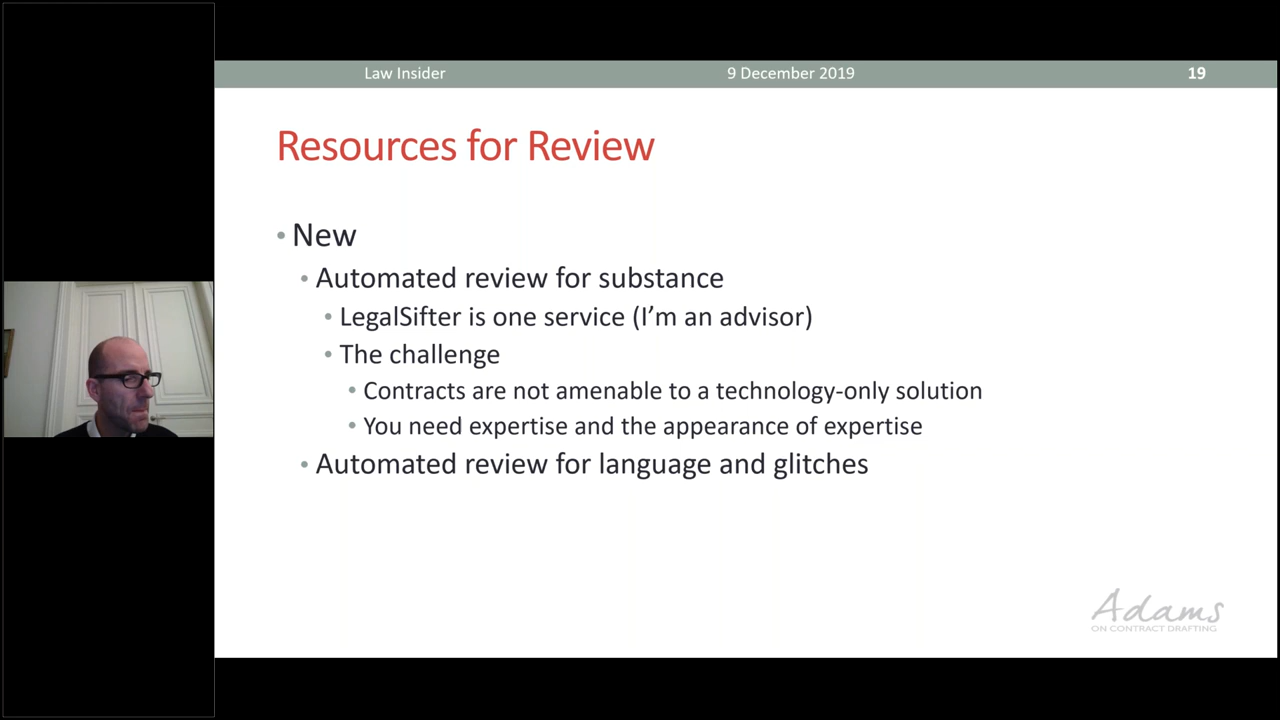 Law Insider 9 December 2019 19
Resources for Review
• New
• Automated review for substance
• LegalSifter is one service (I'm an advisor)
• The challenge
• Contracts are not amenable to a technology-only solution
• You need expertise and the appearance of expertise
• Automated review for language and glitches
Adams
ON CONTRACT DRAFTING